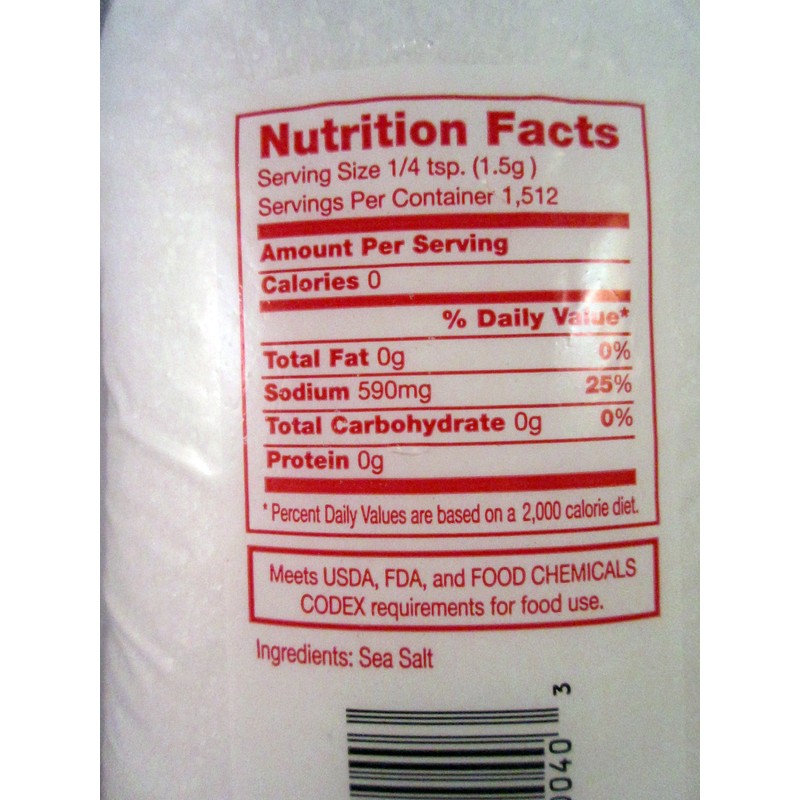 Nutrition Facts
Serving Size 1/4 tsp. (1.5g )
Servings Per Container 1,512
Amount Per Serving
Calories 0
% Daily Value*
Total Fat 0g 0%
Sodium 590mg 25%
Total Carbohydrate 0g 0%
Protein 0g
* Percent Daily Values are based on a 2,000 calorie diet.
Meets USDA, FDA, and FOOD CHEMICALS
CODEX requirements for food use.
Ingredients: Sea Salt
3
0040